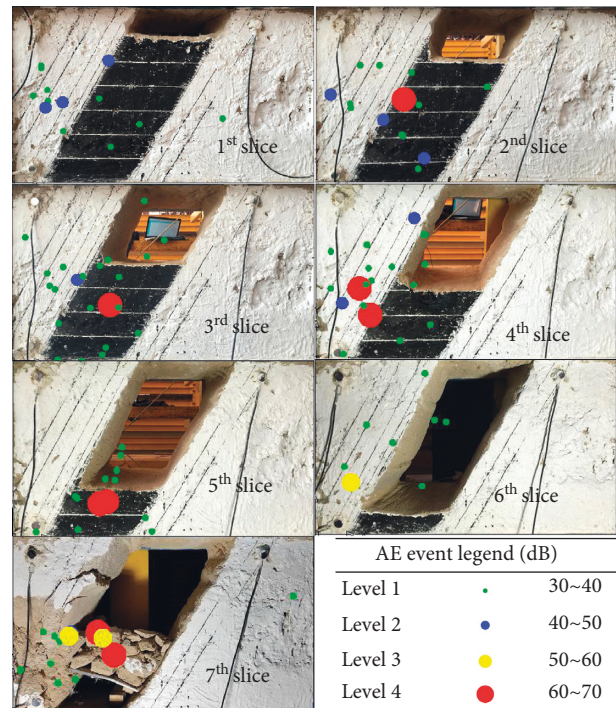 1st slice
2nd slice
3rd slice
4th slice
5th slice
6th slice
7th slice
AE event legend (dB)
Level 1 30~40
Level 2 40~50
Level 3 50~60
Level 4 60~70